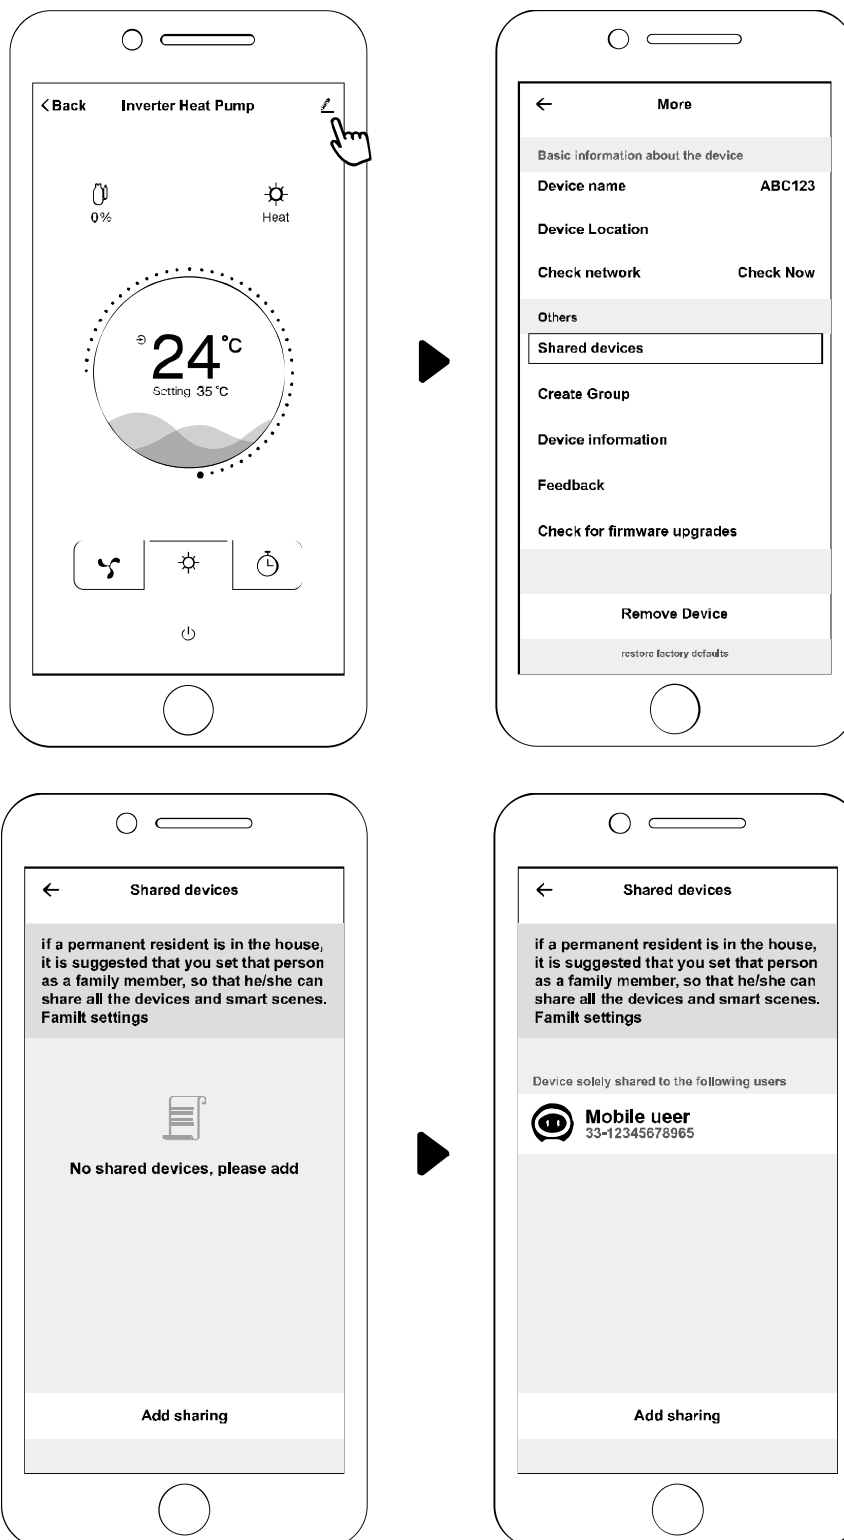 <Back Inverter Heat Pump
0%
Heat
24°C
Setting 35°C
More
Basic information about the device
Device name ABC123
Device Location
Check network Check Now
Others
Shared devices
Create Group
Device information
Feedback
Check for firmware upgrades
Remove Device
restore factory defaults
Shared devices
if a permanent resident is in the house,
it is suggested that you set that person
as a family member, so that he/she can
share all the devices and smart scenes.
Familt settings
No shared devices, please add
Add sharing
Shared devices
if a permanent resident is in the house,
it is suggested that you set that person
as a family member, so that he/she can
share all the devices and smart scenes.
Familt settings
Device solely shared to the following users
Mobile ueer
33-12345678965
Add sharing